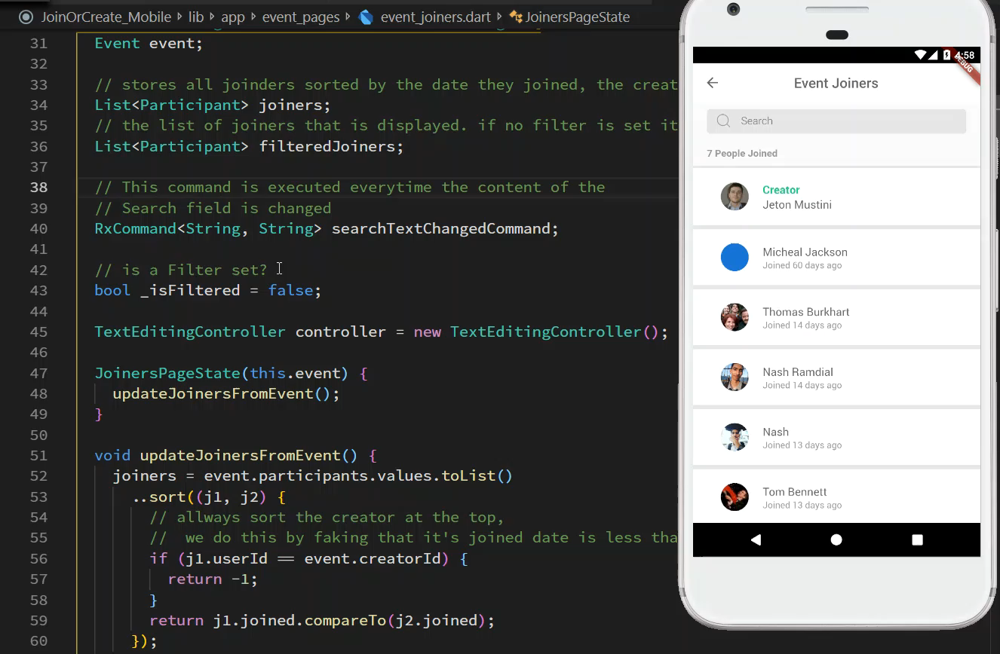 JoinOrCreate_Mobile lib app event_pages event_joiners.dart JoinersPageState
31 Event event;
32
33 // stores all joinders sorted by the date they joined, the creat
34 List<Participant> joiners;
35 // the list of joiners that is displayed. if no filter is set it
36 List<Participant> filteredJoiners;
37
38 // This command is executed everytime the content of the
39 // Search field is changed
40 RxCommand<String, String> searchTextChangedCommand;
41
42 // is a Filter set?
43 bool _isFiltered = false;
44
45 TextEditingController controller = new TextEditingController();
46
47 JoinersPageState(this.event) {
48 updateJoinersFromEvent();
49 }
50
51 void updateJoinersFromEvent() {
52 joiners = event.participants.values.toList()
53 ..sort((j1, j2) {
54 // allways sort the creator at the top,
55 //  we do this by faking that it's joined date is less tha
56 if (j1.userId == event.creatorId) {
57 return -1;
58 }
59 return j1.joined.compareTo(j2.joined);
60 });
4:58
DEBUG
Event Joiners
Search
7 People Joined
Creator
Jeton Mustini
Micheal Jackson
Joined 60 days ago
Thomas Burkhart
Joined 14 days ago
Nash Ramdial
Joined 14 days ago
Nash
Joined 13 days ago
Tom Bennett
Joined 13 days ago